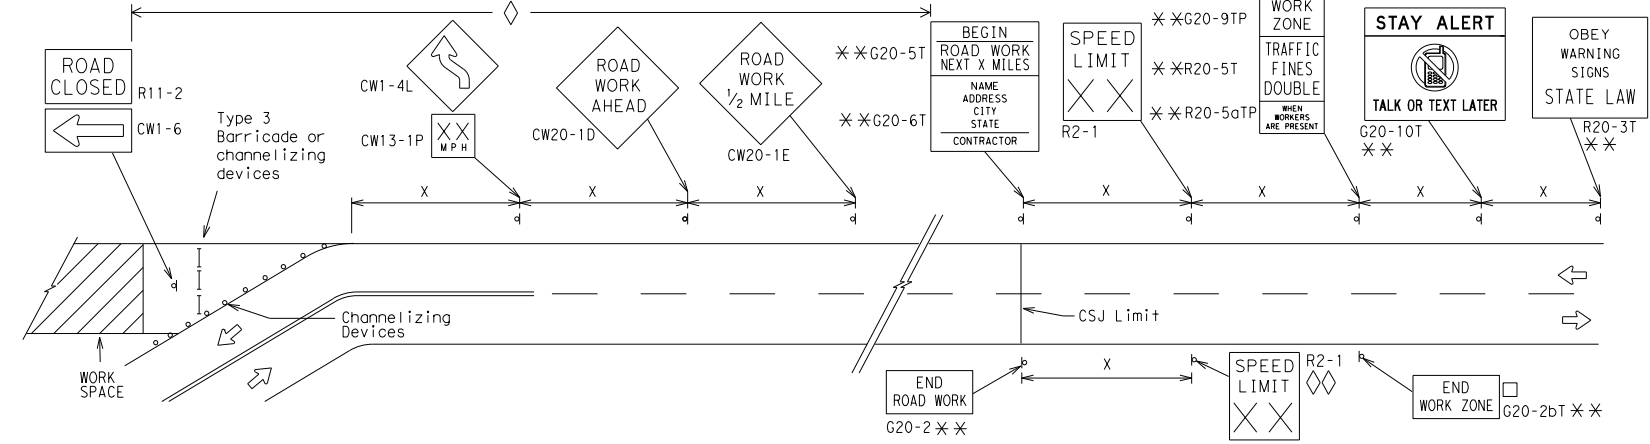 ROAD
CLOSED
R11-2
CW1-6
Type 3
Barricade or
channelizing
devices
CW1-4L
XX
MPH
CW13-1P
ROAD
WORK
AHEAD
CW20-1D
ROAD
WORK
1/2 MILE
CW20-1E
**G20-5T
**G20-6T
BEGIN
ROAD WORK
NEXT X MILES
NAME
ADDRESS
CITY
STATE
CONTRACTOR
SPEED
LIMIT
XX
R2-1
**G20-9TP
**R20-5T
**R20-5aTP
WORK
ZONE
TRAFFIC
FINES
DOUBLE
WHEN
WORKERS
ARE PRESENT
STAY ALERT
TALK OR TEXT LATER
G20-10T
**
OBEY
WARNING
SIGNS
STATE LAW
R20-3T
**
X
X
X
X
X
X
X
Channelizing
Devices
CSJ Limit
WORK
SPACE
END
ROAD WORK
G20-2 **
X
SPEED
LIMIT
XX
R2-1
END
WORK ZONE
G20-2bT **